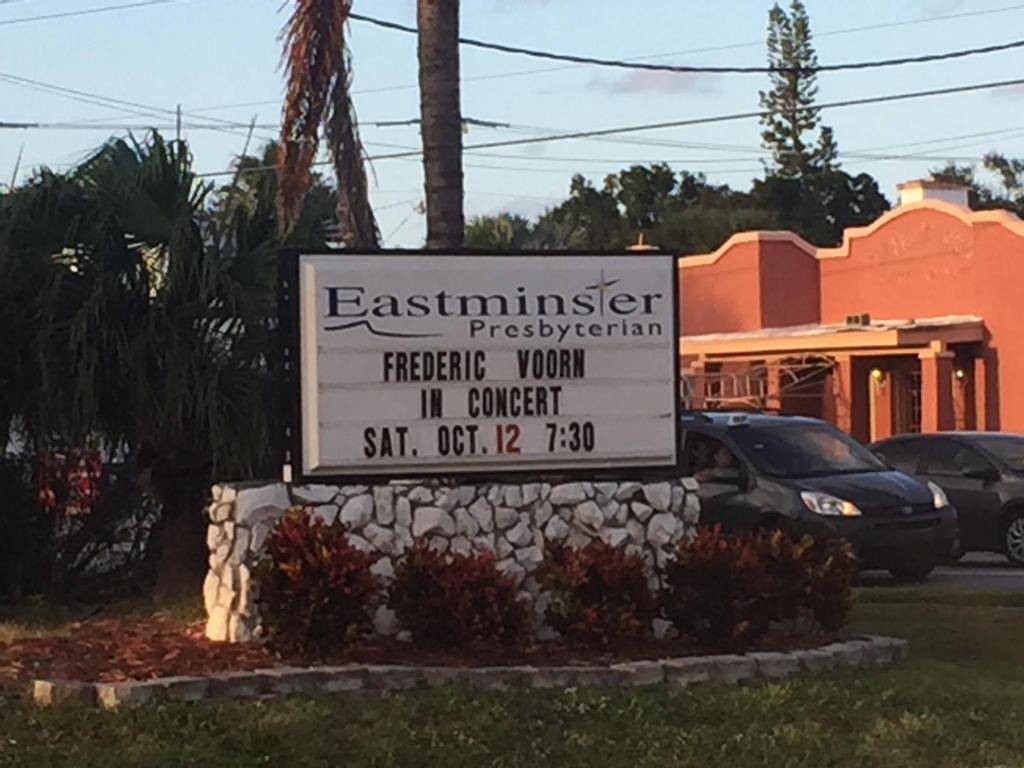 Eastminster
Presbyterian
FREDERIC VOORN
IN CONCERT
SAT. OCT. 12 7:30